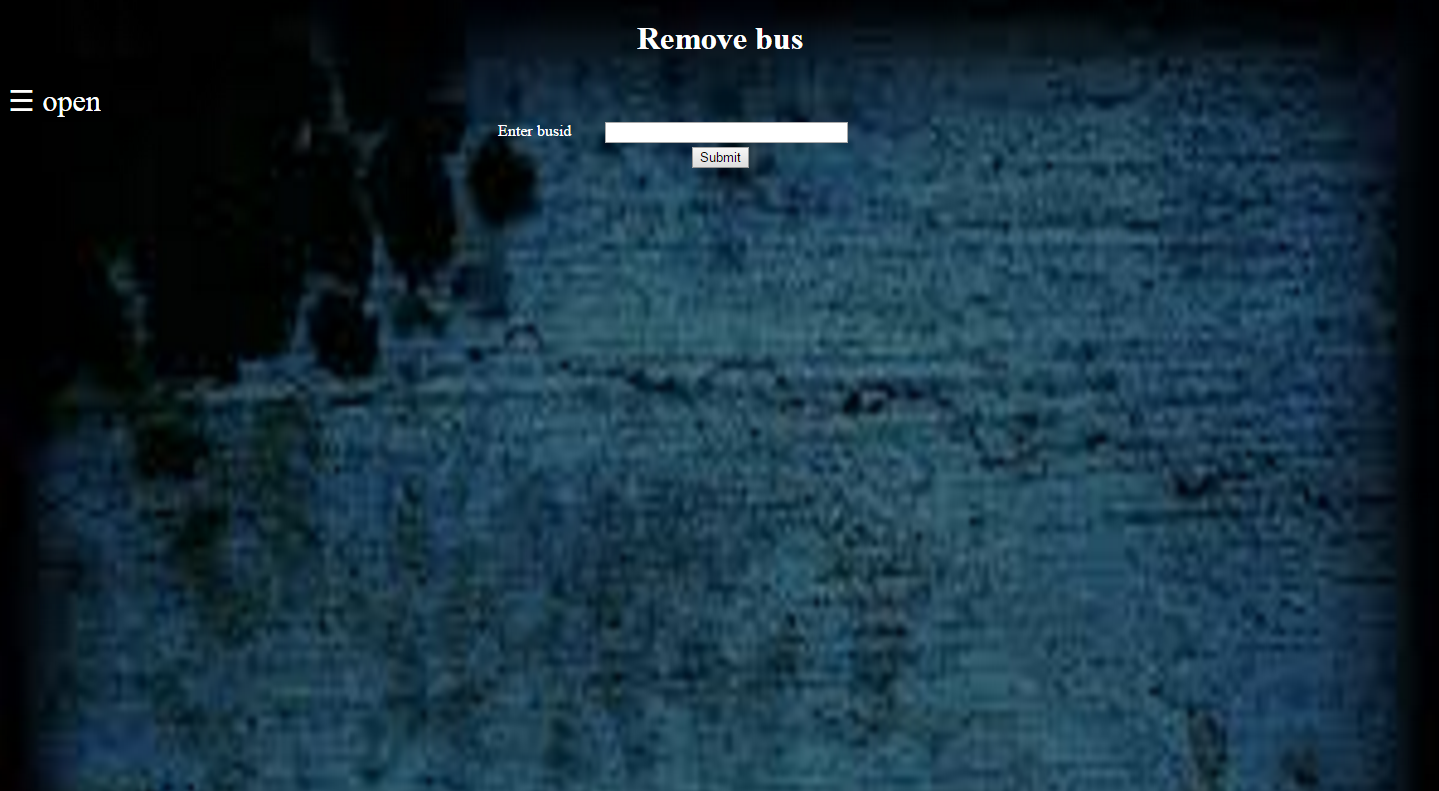 Remove bus
☰ open
Enter busid
Submit